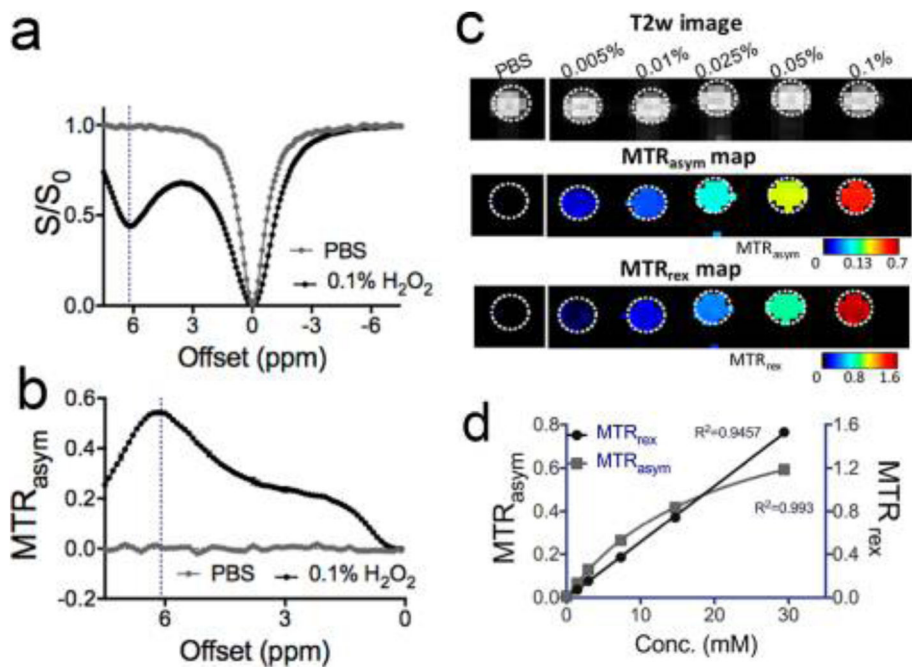 a
S/S0
1.0
0.5
0.0
PBS
0.1% H2O2
6 3 0 -3 -6
Offset (ppm)
b
MTRasym
0.6
0.4
0.2
0.0
-0.2
PBS 0.1% H2O2
6 3 0
Offset (ppm)
c
T2w image
PBS 0.005% 0.01% 0.025% 0.05% 0.1%
MTRasym map
MTRasym
0 0.13 0.7
MTRrex map
MTRrex
0 0.8 1.6
d
MTRasym
0.8
0.6
0.4
0.2
0.0
MTRrex
MTRasym
R²=0.9457
R²=0.993
1.6
1.2
0.8
0.4
0.0
MTRrex
0 10 20 30
Conc. (mM)